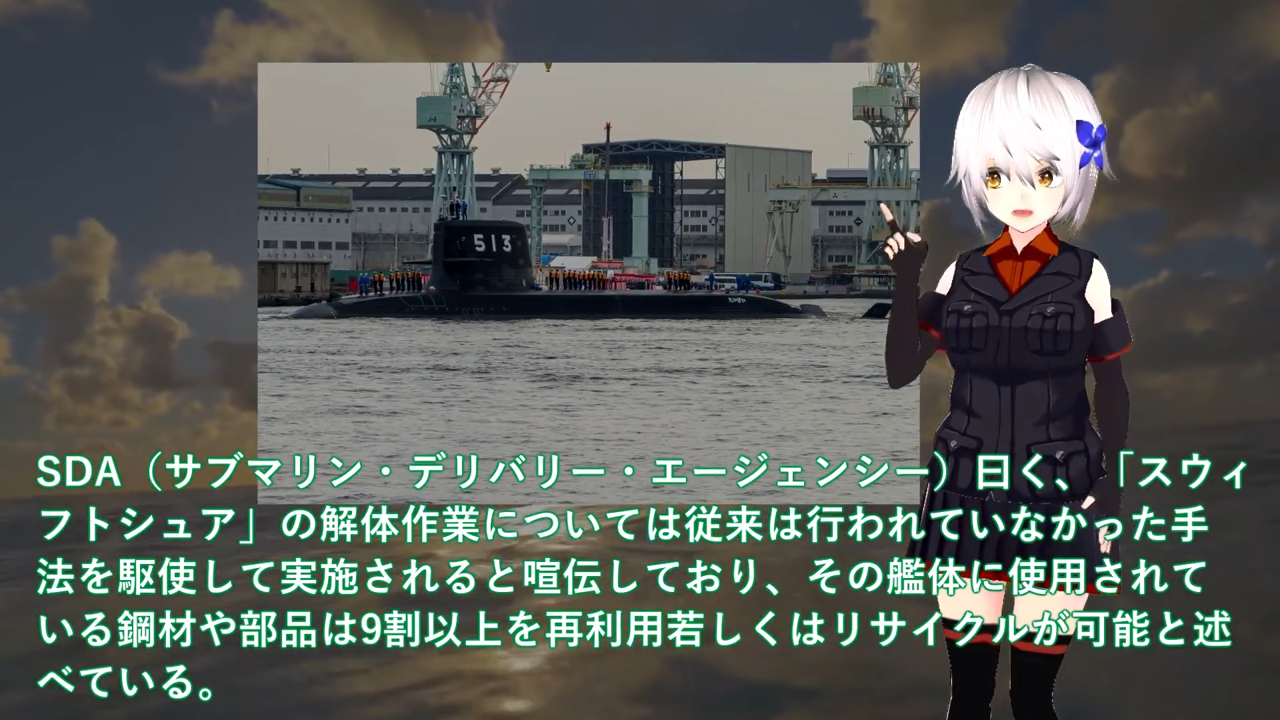 513
SDA（サブマリン・デリバリー・エージェンシー）曰く、「スウィ
フトシュア」の解体作業については従来は行われていなかった手
法を駆使して実施されると喧伝しており、その艦体に使用されて
いる鋼材や部品は9割以上を再利用若しくはリサイクルが可能と述
べている。